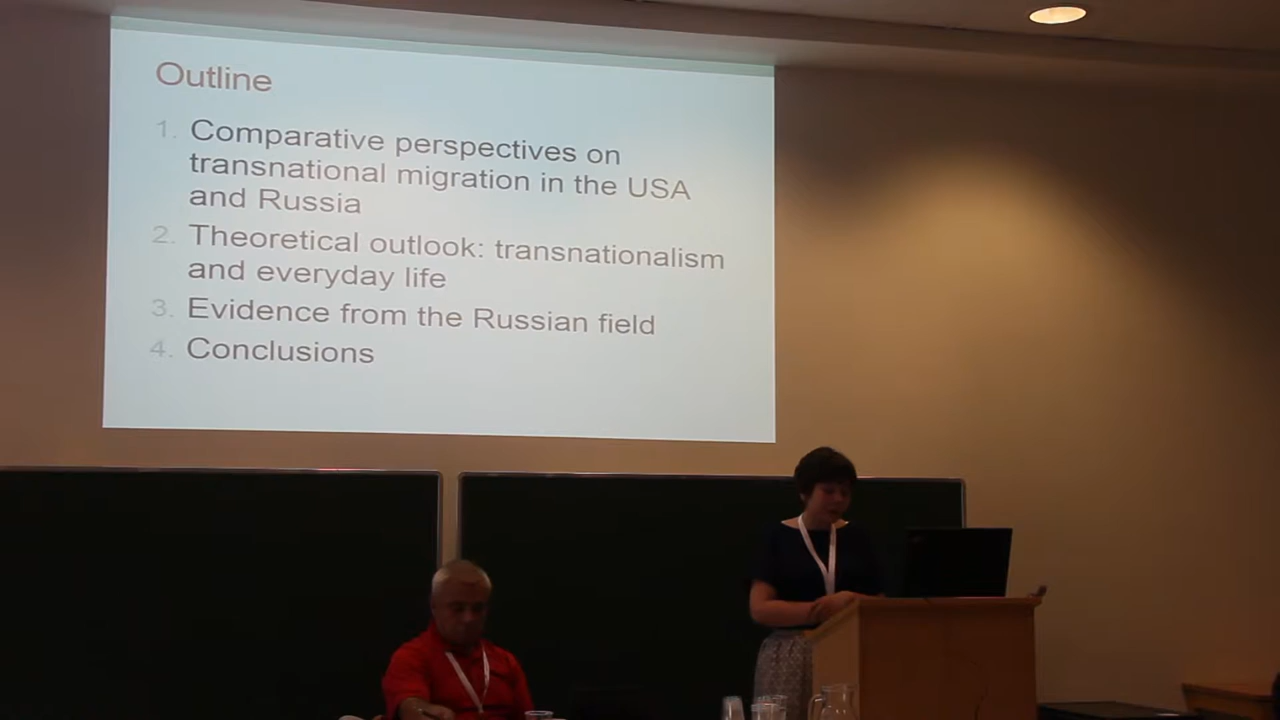 Outline
1. Comparative perspectives on
transnational migration in the USA
and Russia
2. Theoretical outlook: transnationalism
and everyday life
3. Evidence from the Russian field
4. Conclusions